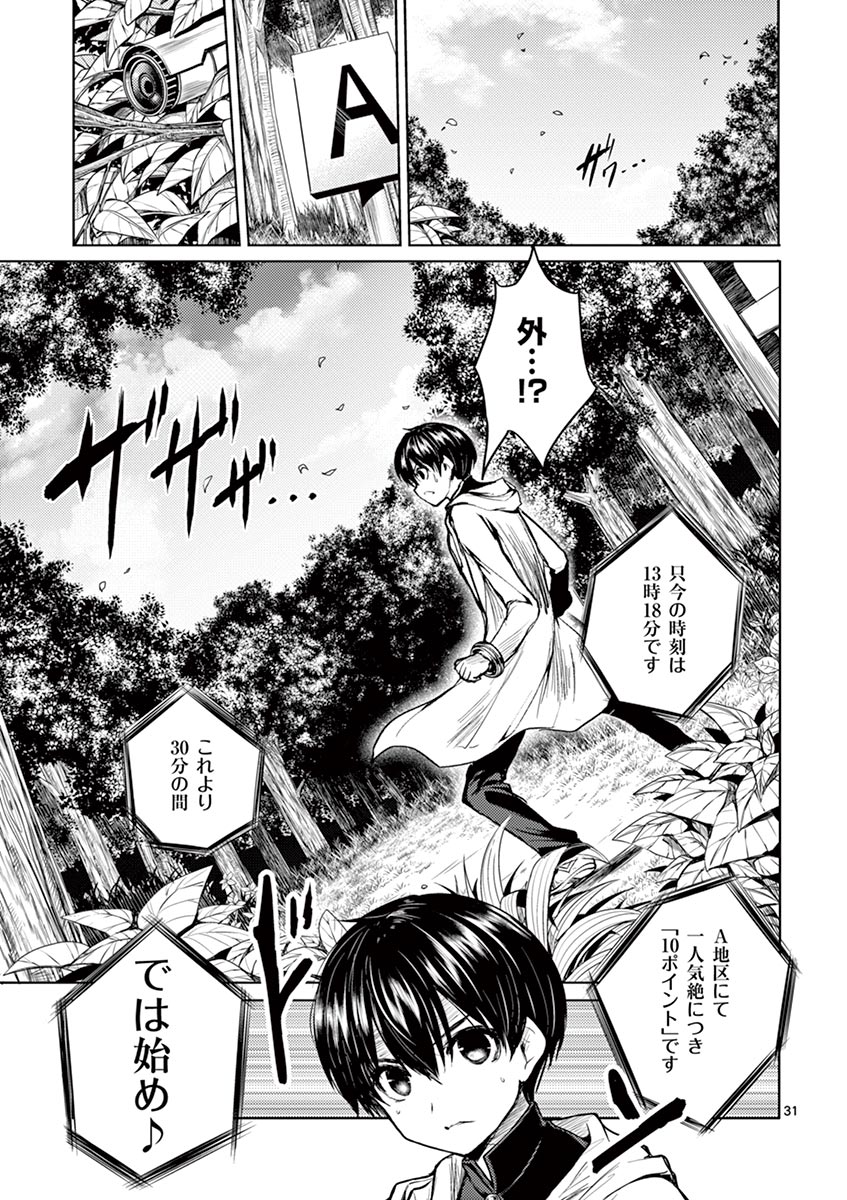 ザワ…
A
外…
!?
ザザザ…
只今の時刻は
13時18分です
これより
30分の間
A地区にて
一人気絶につき
「10ポイント」です
ドッ
では始め♪
31